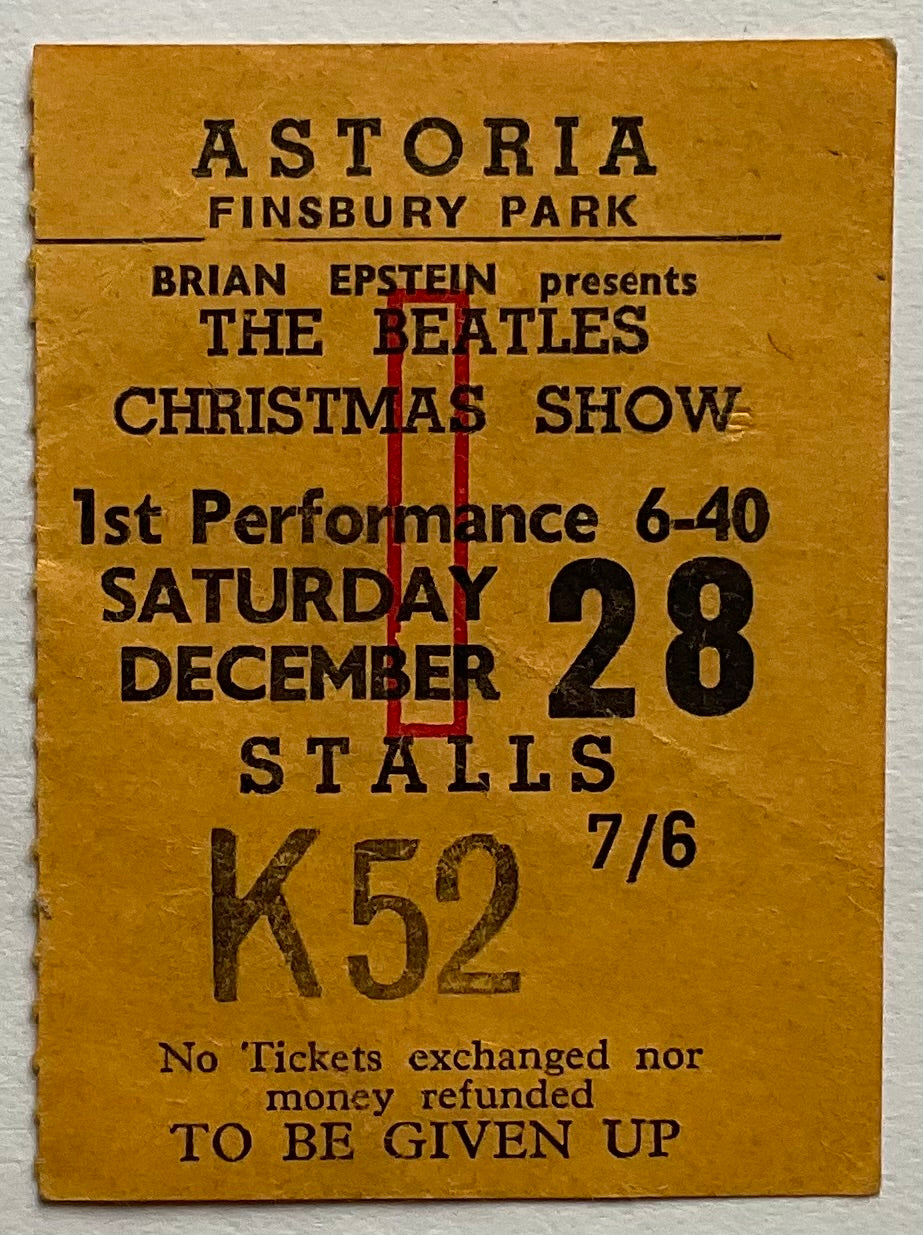 ASTORIA
FINSBURY PARK
BRIAN EPSTEIN presents
THE BEATLES
CHRISTMAS SHOW
1st Performance 6-40
SATURDAY
DECEMBER 28
STALLS
7/6
K52
No Tickets exchanged nor
money refunded
TO BE GIVEN UP